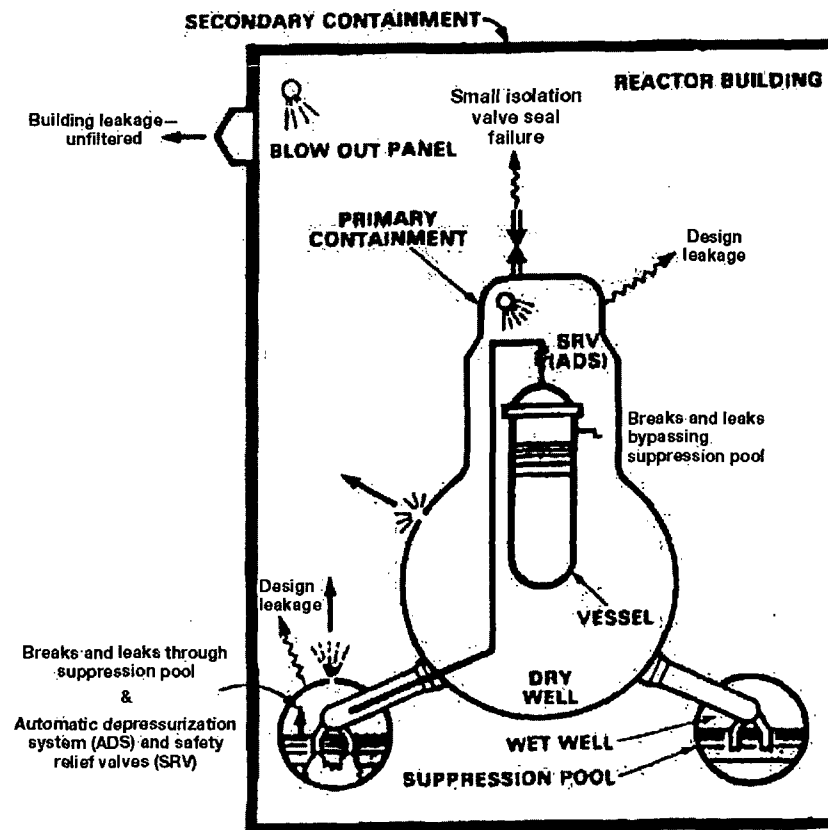 SECONDARY CONTAINMENT
REACTOR BUILDING
Small isolation
valve seal
failure
Building leakage—
unfiltered
BLOW OUT PANEL
PRIMARY
CONTAINMENT
Design
leakage
SRV
(ADS)
Breaks and leaks
bypassing
suppression pool
Design
leakage
VESSEL
Breaks and leaks through
suppression pool
&
Automatic depressurization
system (ADS) and safety
relief valves (SRV)
DRY
WELL
WET WELL
SUPPRESSION POOL